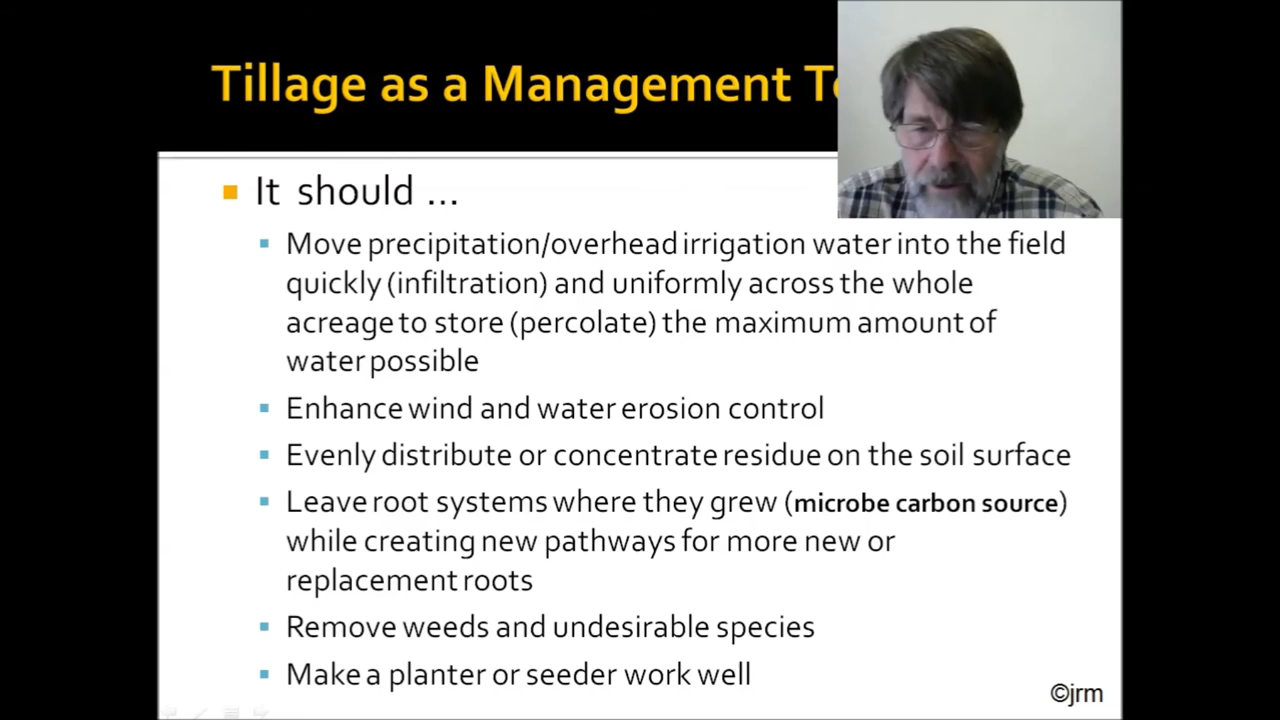 Tillage as a Management
It should ...
Move precipitation/overhead irrigation water into the field
quickly (infiltration) and uniformly across the whole
acreage to store (percolate) the maximum amount of
water possible
Enhance wind and water erosion control
Evenly distribute or concentrate residue on the soil surface
Leave root systems where they grew (microbe carbon source)
while creating new pathways for more new or
replacement roots
Remove weeds and undesirable species
Make a planter or seeder work well
©jrm